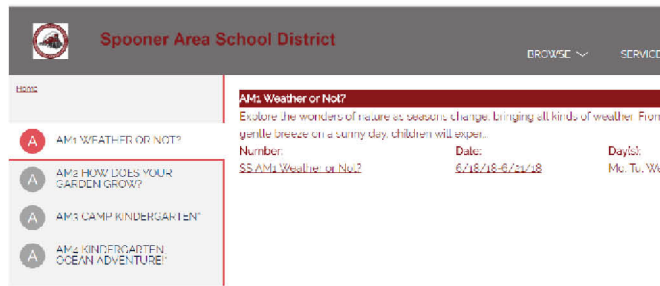 Spooner Area School District
BROWSE
SERVICE
Home
A AM1 WEATHER OR NOT?
A AM2 HOW DOES YOUR
GARDEN GROW?
A AM3 CAMP KINDERGARTEN*
A AM4 KINDERGARTEN
OCEAN ADVENTURE!*
AM1 Weather or Not?
Explore the wonders of nature as seasons change, bringing all kinds of weather. From
gentle breeze on a sunny day, children will exper...
Number: Date: Day(s):
SS AM1 Weather or Not? 6/18/18-6/21/18 Mo, Tu, We